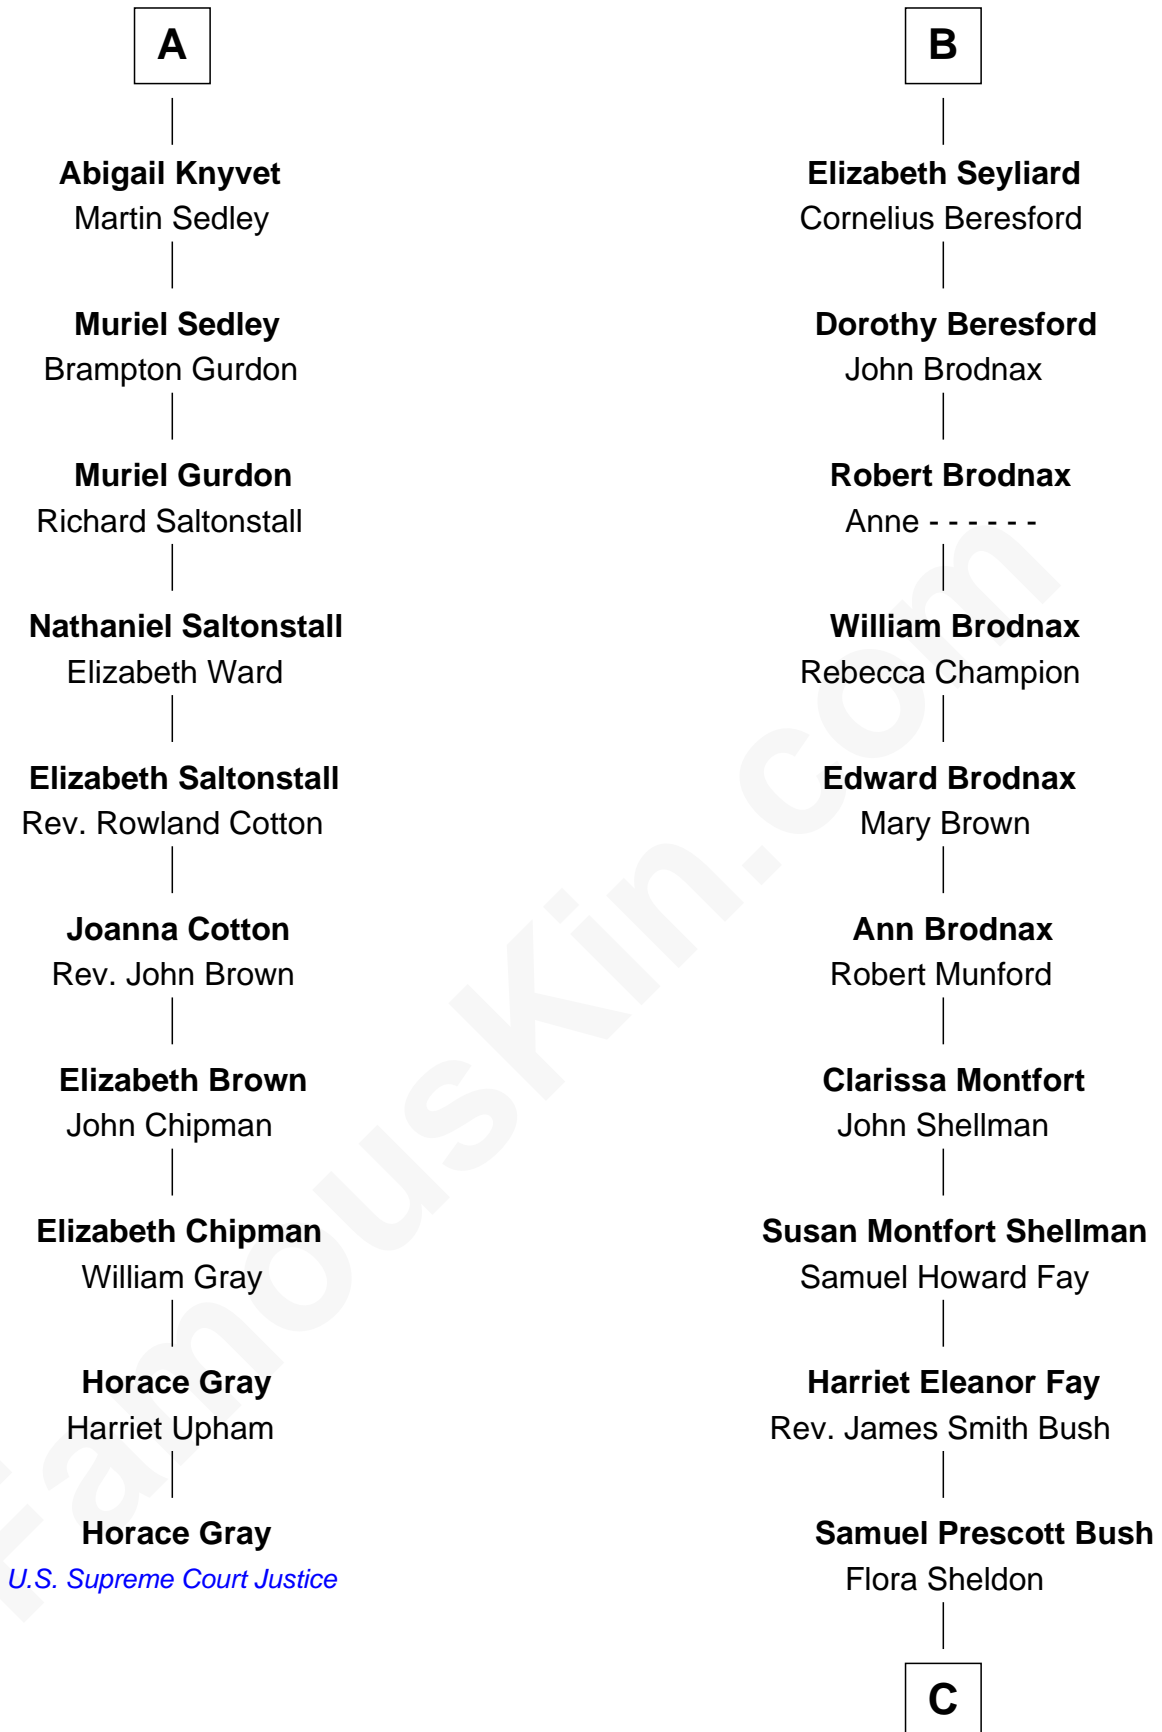 A
Abigail Knyvet
Martin Sedley
Muriel Sedley
Brampton Gurdon
Muriel Gurdon
Richard Saltonstall
Nathaniel Saltonstall
Elizabeth Ward
Elizabeth Saltonstall
Rev. Rowland Cotton
Joanna Cotton
Rev. John Brown
Elizabeth Brown
John Chipman
Elizabeth Chipman
William Gray
Horace Gray
Harriet Upham
Horace Gray
U.S. Supreme Court Justice
B
Elizabeth Seyliard
Cornelius Beresford
Dorothy Beresford
John Brodnax
Robert Brodnax
Anne - - - - - -
William Brodnax
Rebecca Champion
Edward Brodnax
Mary Brown
Ann Brodnax
Robert Munford
Clarissa Montfort
John Shellman
Susan Montfort Shellman
Samuel Howard Fay
Harriet Eleanor Fay
Rev. James Smith Bush
Samuel Prescott Bush
Flora Sheldon
C
FamousKin.com